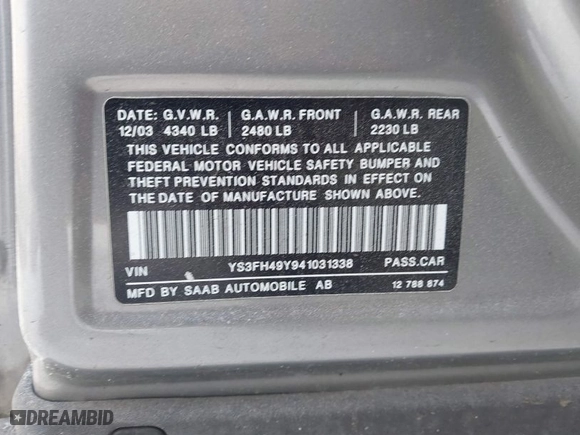 DATE: G.V.W.R. G.A.W.R. FRONT G.A.W.R. REAR
12/03 4340 LB 2480 LB 2230 LB
THIS VEHICLE CONFORMS TO ALL APPLICABLE
FEDERAL MOTOR VEHICLE SAFETY BUMPER AND
THEFT PREVENTION STANDARDS IN EFFECT ON
THE DATE OF MANUFACTURE SHOWN ABOVE.
VIN YS3FH49Y941031338 PASS.CAR
MFD BY SAAB AUTOMOBILE AB 12 788 874
DREAMBID